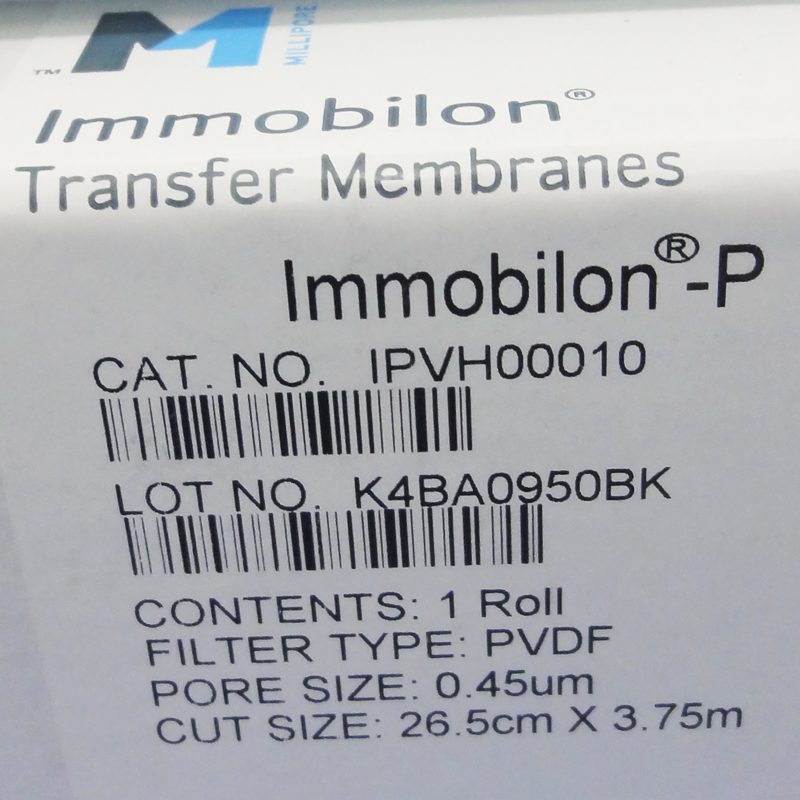 ™
MILLIPORE
Immobilon®
Transfer Membranes
Immobilon®-P
CAT. NO. IPVH00010
LOT NO. K4BA0950BK
CONTENTS: 1 Roll
FILTER TYPE: PVDF
PORE SIZE: 0.45um
CUT SIZE: 26.5cm X 3.75m